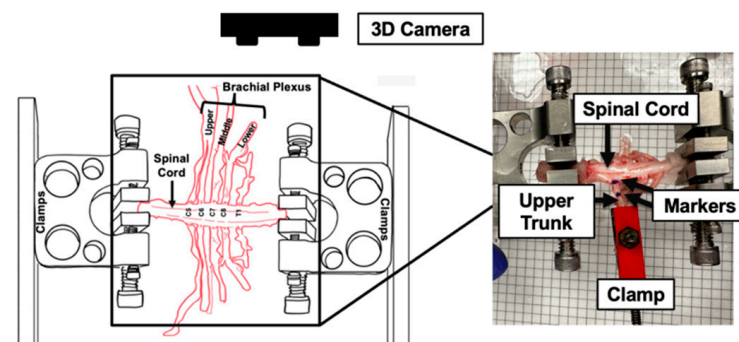 3D Camera
Brachial Plexus
Upper
Middle
Lower
Spinal
Cord
Clamps
C5
C6
C7
C8
T1
Clamps
Spinal Cord
Upper
Trunk
Markers
Clamp